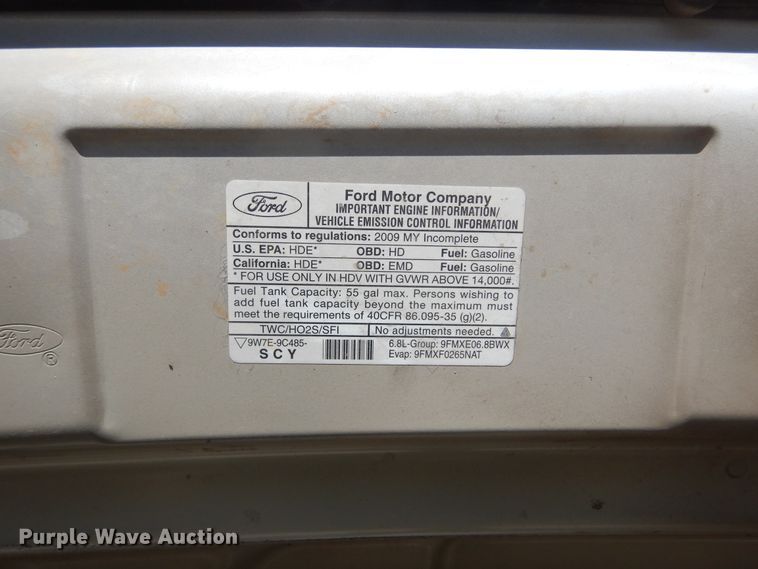 Ford
Ford Motor Company
IMPORTANT ENGINE INFORMATION/
VEHICLE EMISSION CONTROL INFORMATION
Conforms to regulations: 2009 MY Incomplete
U.S. EPA: HDE* OBD: HD Fuel: Gasoline
California: HDE* OBD: EMD Fuel: Gasoline
* FOR USE ONLY IN HDV WITH GVWR ABOVE 14,000#.
Fuel Tank Capacity: 55 gal max. Persons wishing to
add fuel tank capacity beyond the maximum must
meet the requirements of 40CFR 86.095-35 (g)(2).
TWC/HO2S/SFI No adjustments needed.
9W7E-9C485- 6.8L-Group: 9FMXE06.8BWX
SCY Evap: 9FMXF0265NAT
Ford
Purple Wave Auction
purplewave.com